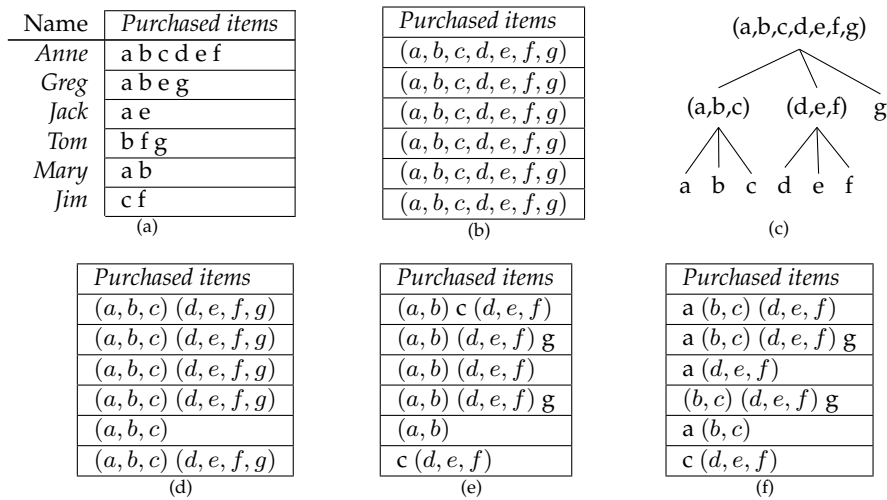 Name Purchased items
Anne a b c d e f
Greg a b e g
Jack a e
Tom b f g
Mary a b
Jim c f
(a)
Purchased items
(a, b, c, d, e, f, g)
(a, b, c, d, e, f, g)
(a, b, c, d, e, f, g)
(a, b, c, d, e, f, g)
(a, b, c, d, e, f, g)
(a, b, c, d, e, f, g)
(b)
(a,b,c,d,e,f,g)
(a,b,c) (d,e,f) g
a b c d e f
(c)
Purchased items
(a, b, c) (d, e, f, g)
(a, b, c) (d, e, f, g)
(a, b, c) (d, e, f, g)
(a, b, c) (d, e, f, g)
(a, b, c)
(a, b, c) (d, e, f, g)
(d)
Purchased items
(a, b) c (d, e, f)
(a, b) (d, e, f) g
(a, b) (d, e, f)
(a, b) (d, e, f) g
(a, b)
c (d, e, f)
(e)
Purchased items
a (b, c) (d, e, f)
a (b, c) (d, e, f) g
a (d, e, f)
(b, c) (d, e, f) g
a (b, c)
c (d, e, f)
(f)